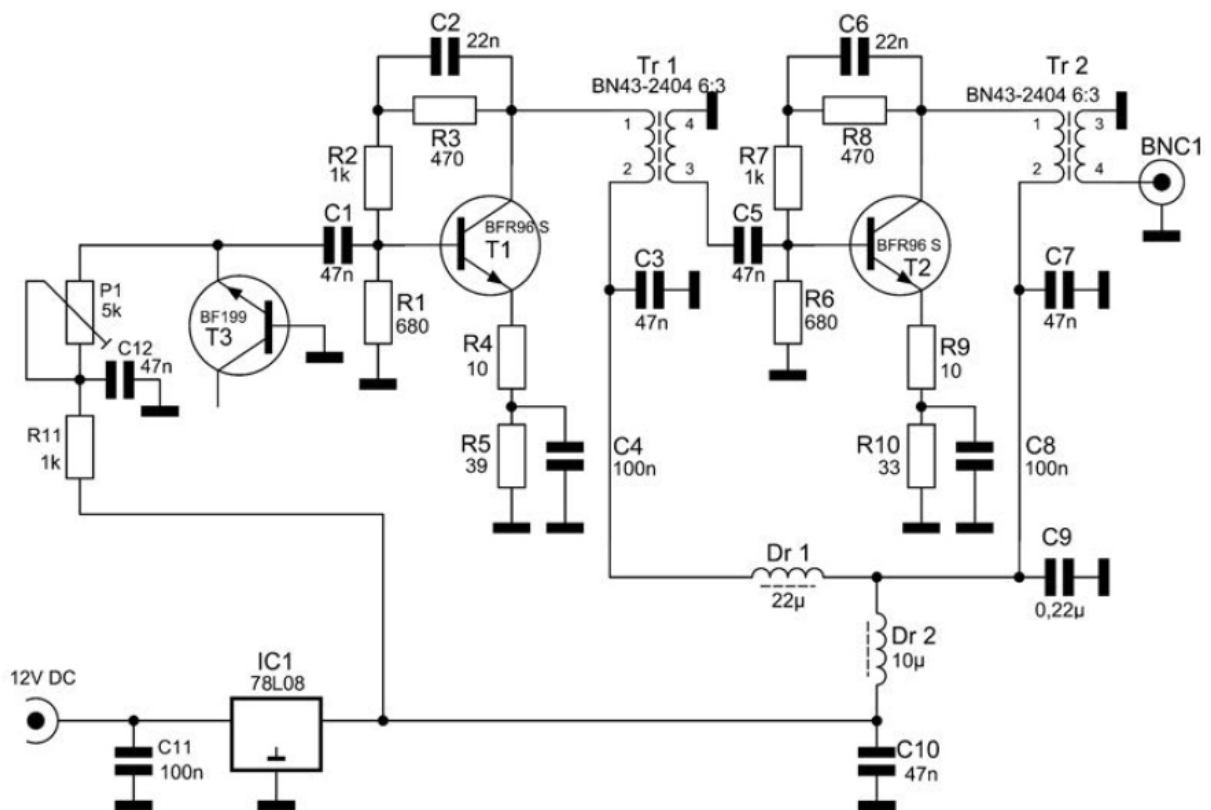 C2
22n
R3
470
R2
1k
C1
47n
BFR96 S
T1
R1
680
P1
5k
C12
47n
BF199
T3
R11
1k
R4
10
R5
39
C4
100n
Tr 1
BN43-2404 6:3
1
4
2
3
C3
47n
C6
22n
R8
470
R7
1k
C5
47n
BFR96 S
T2
R6
680
R9
10
R10
33
C8
100n
Tr 2
BN43-2404 6:3
1
3
2
4
BNC1
C7
47n
Dr 1
22µ
C9
0,22µ
Dr 2
10µ
12V DC
IC1
78L08
C11
100n
C10
47n